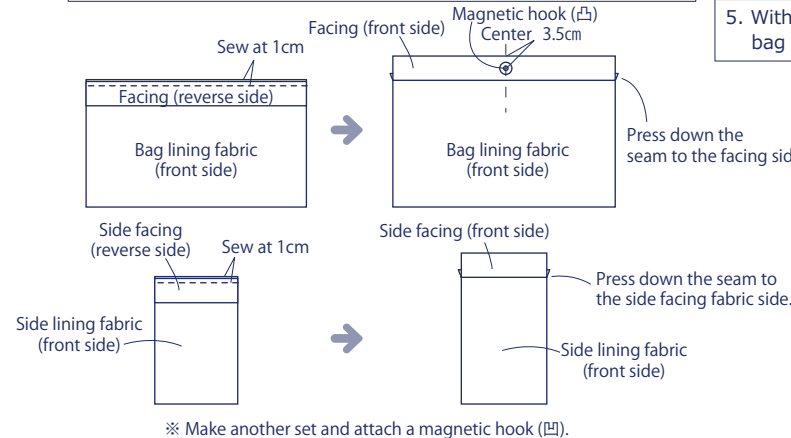 Magnetic hook (凸)
Facing (front side)
Center 3.5㎝
Sew at 1cm
Facing (reverse side)
Bag lining fabric
(front side)
Bag lining fabric
(front side)
Press down the
seam to the facing
5. With
bag
Side facing
(reverse side)
Sew at 1cm
Side lining fabric
(front side)
Side facing (front side)
Press down the seam to
the side facing fabric side.
Side lining fabric
(front side)
※ Make another set and attach a magnetic hook (凹).